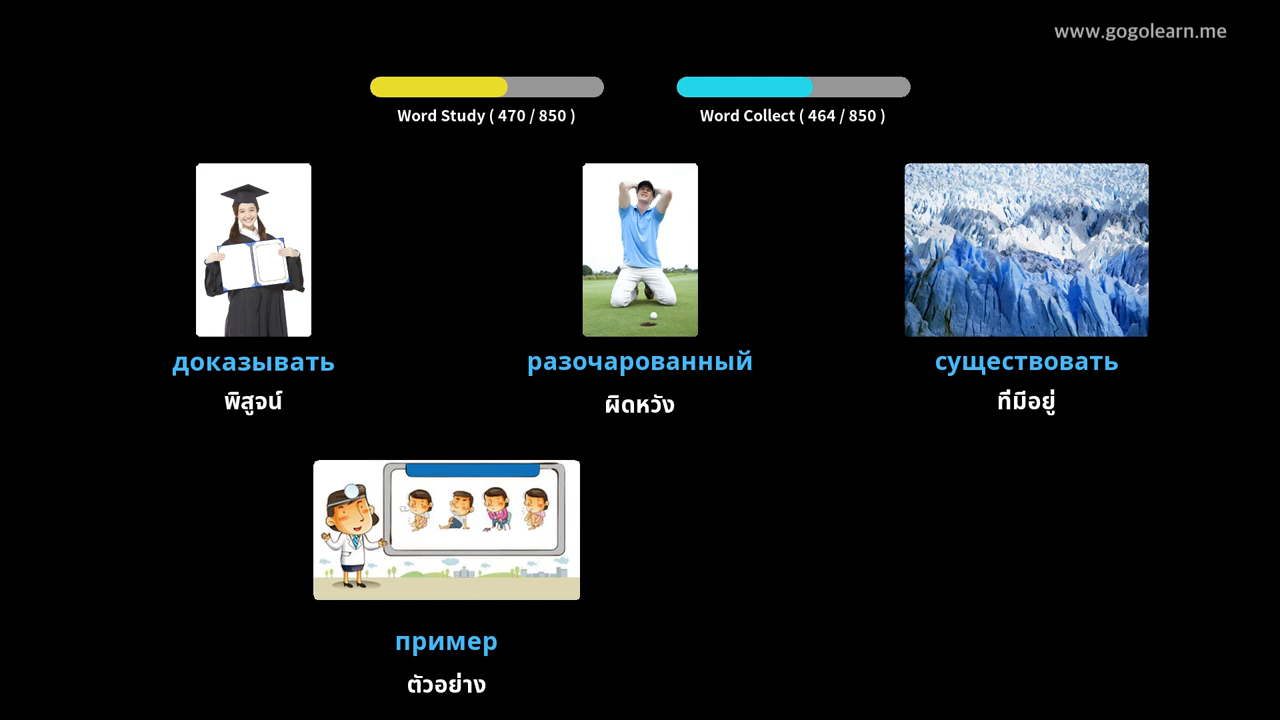 www.gogolearn.me
Word Study ( 470 / 850 )
Word Collect ( 464 / 850 )
доказывать
разочарованный
существовать
พิสูจน์
ผิดหวัง
ที่มีอยู่
пример
ตัวอย่าง